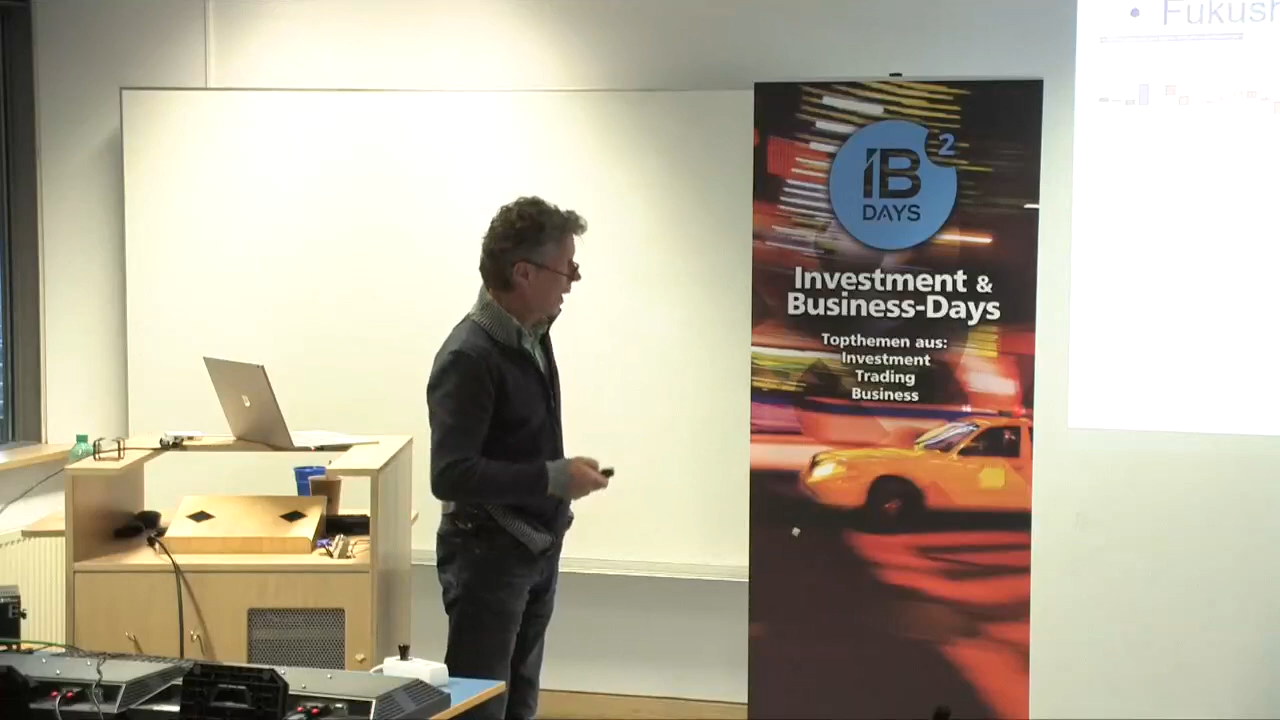 IB
2
DAYS
Investment &
Business-Days
Topthemen aus:
Investment
Trading
Business
• Fukush